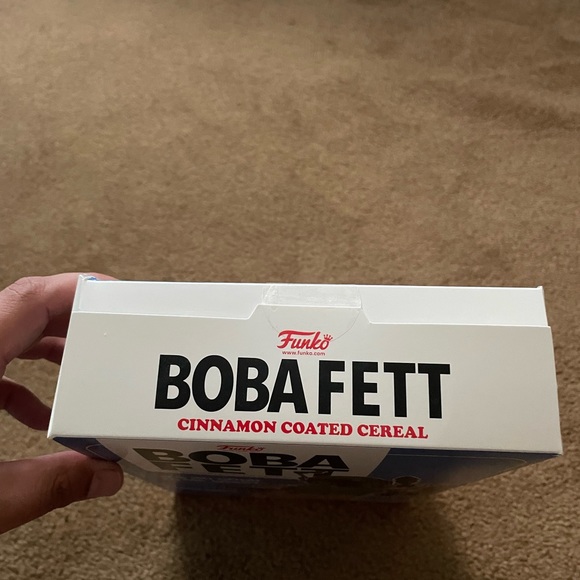 Funko
www.funko.com
BOBA FETT
CINNAMON COATED CEREAL
Funko
BOBA
FETT